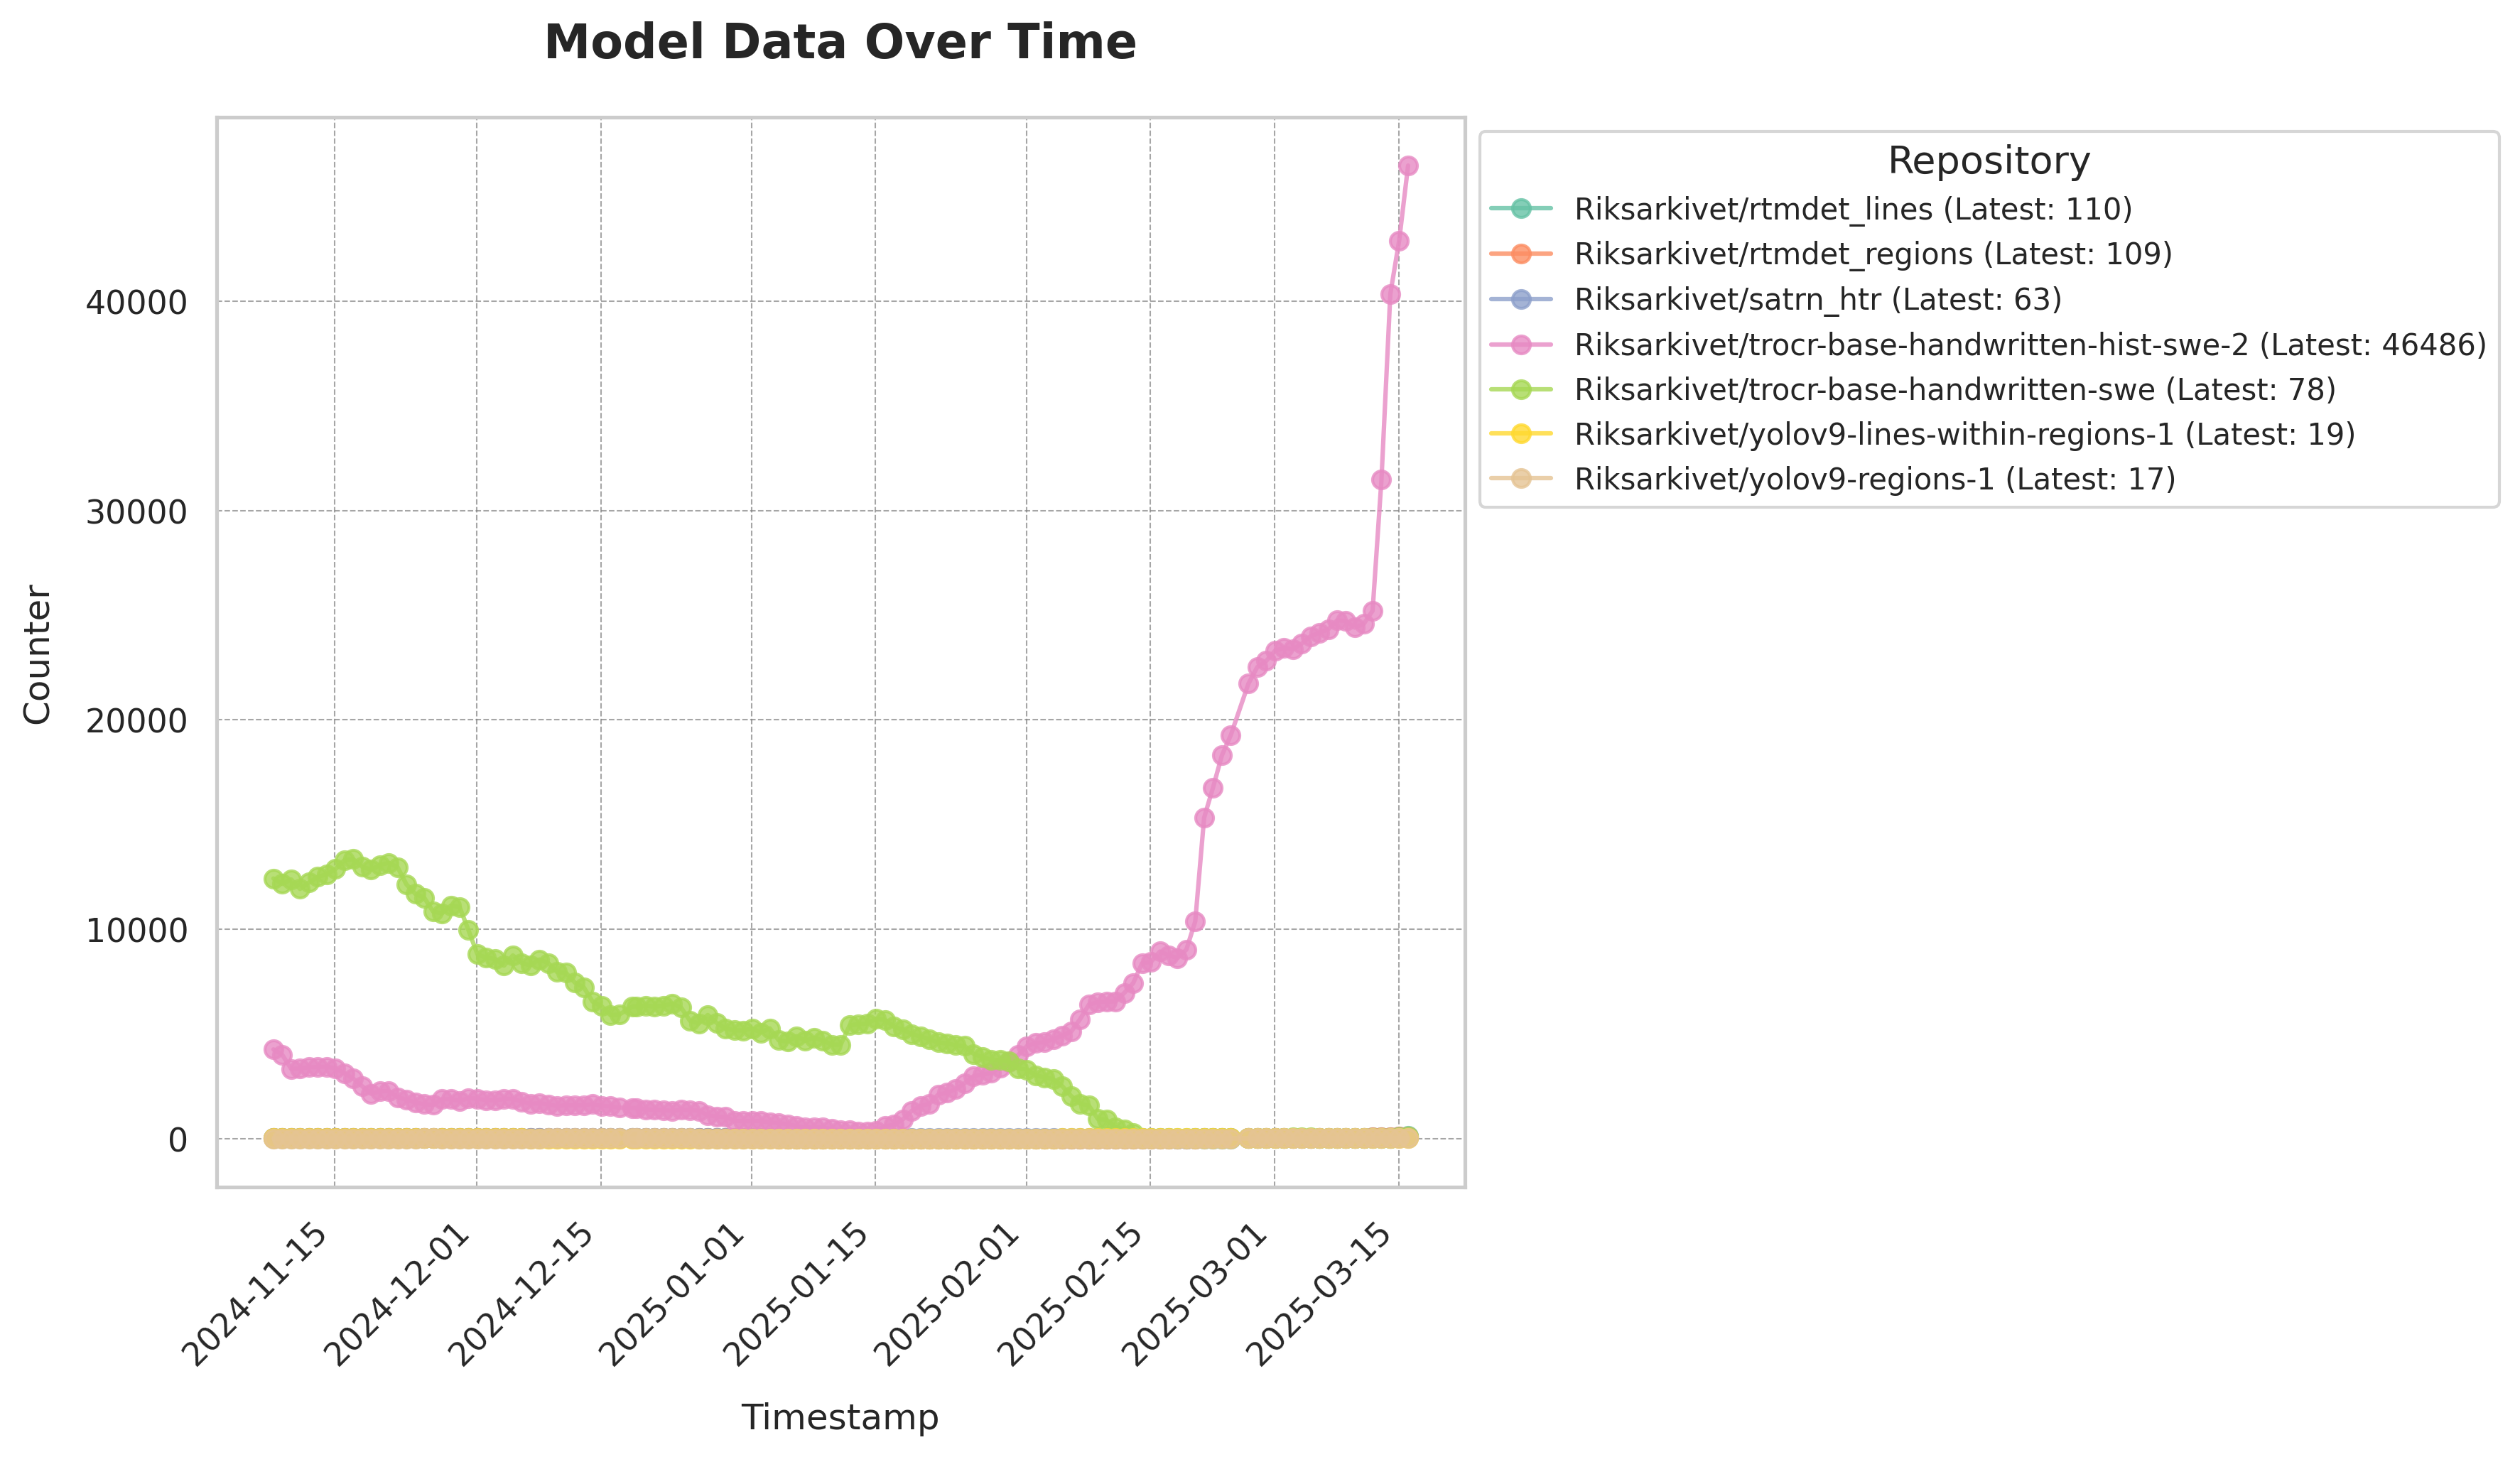 Model Data Over Time
Repository
Riksarkivet/rtmdet_lines (Latest: 110)
Riksarkivet/rtmdet_regions (Latest: 109)
Riksarkivet/satrn_htr (Latest: 63)
Riksarkivet/trocr-base-handwritten-hist-swe-2 (Latest: 46486)
Riksarkivet/trocr-base-handwritten-swe (Latest: 78)
Riksarkivet/yolov9-lines-within-regions-1 (Latest: 19)
Riksarkivet/yolov9-regions-1 (Latest: 17)
Counter
40000
30000
20000
10000
0
2024-11-15
2024-12-01
2024-12-15
2025-01-01
2025-01-15
2025-02-01
2025-02-15
2025-03-01
2025-03-15
Timestamp